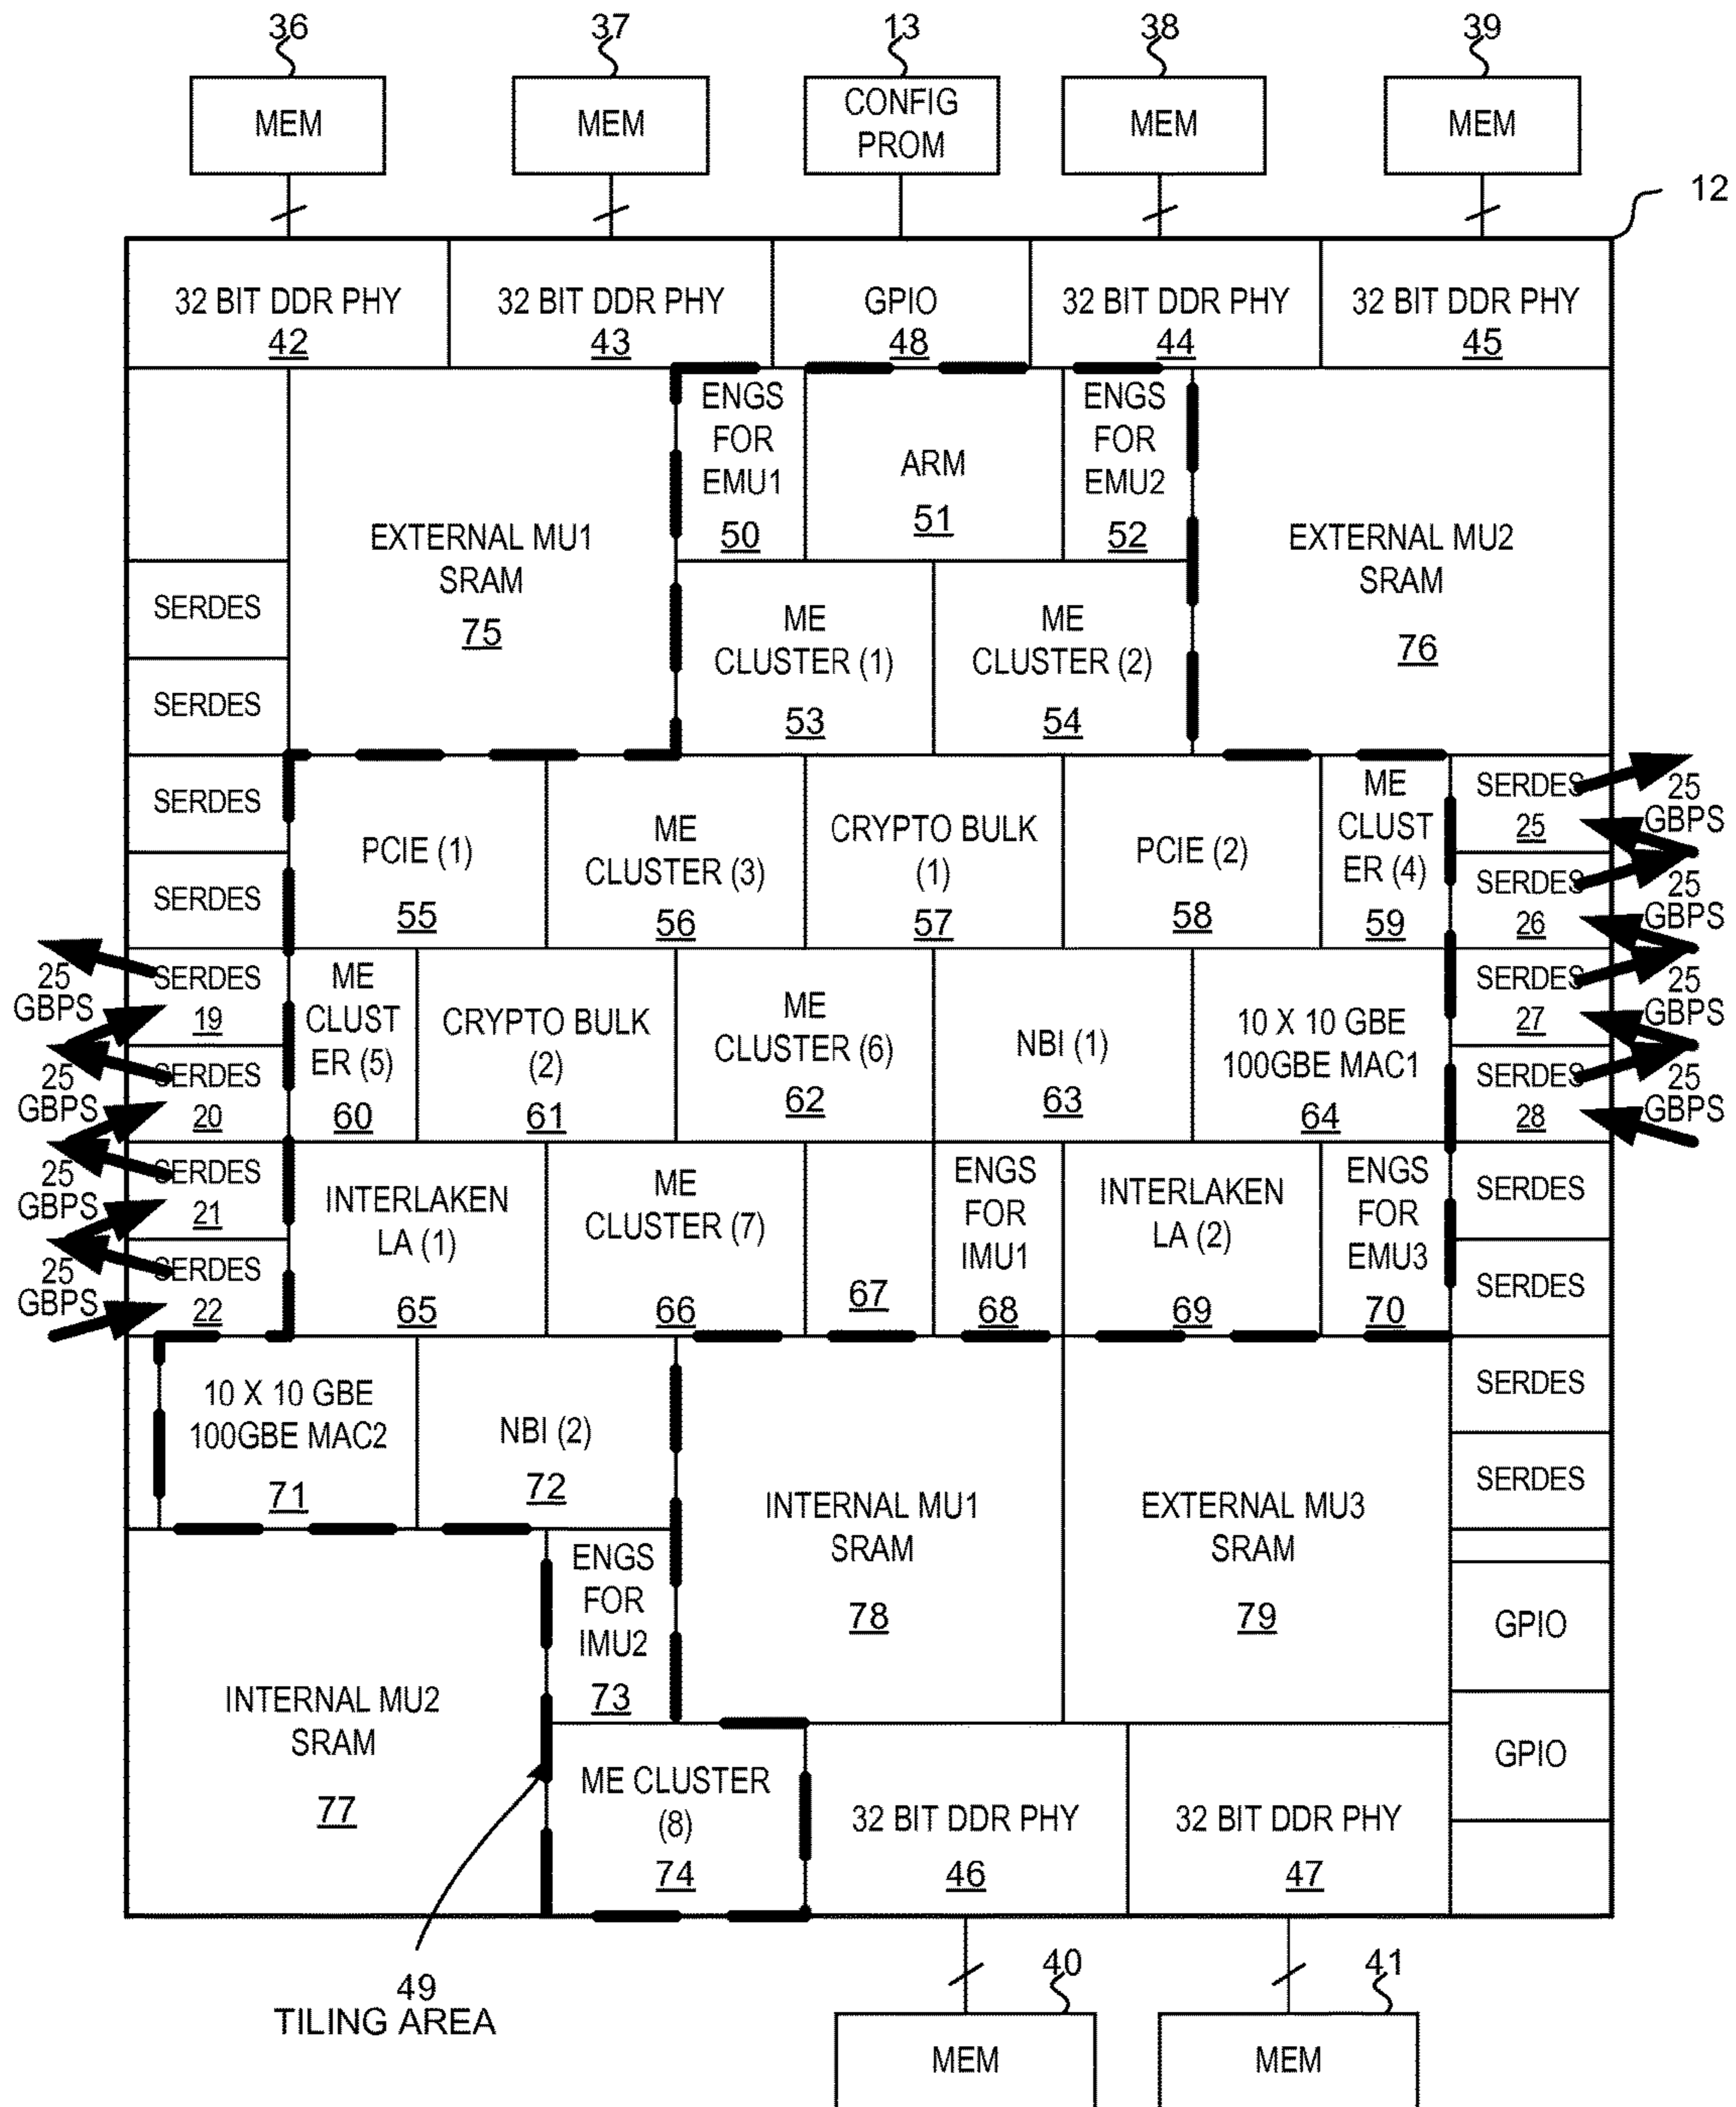 36
37
13
38
39
MEM
MEM
CONFIG
PROM
MEM
MEM
12
32 BIT DDR PHY
42
32 BIT DDR PHY
43
GPIO
48
32 BIT DDR PHY
44
32 BIT DDR PHY
45
EXTERNAL MU1
SRAM
75
ENGS
FOR
EMU1
50
ARM
51
ENGS
FOR
EMU2
52
EXTERNAL MU2
SRAM
76
SERDES
SERDES
ME
CLUSTER (1)
53
ME
CLUSTER (2)
54
SERDES
SERDES
PCIE (1)
55
ME
CLUSTER (3)
56
CRYPTO BULK
(1)
57
PCIE (2)
58
ME
CLUST
ER (4)
59
SERDES
25
25
GBPS
SERDES
26
25
GBPS
25
GBPS
SERDES
19
25
GBPS
SERDES
20
ME
CLUST
ER (5)
60
CRYPTO BULK
(2)
61
ME
CLUSTER (6)
62
NBI (1)
63
10 X 10 GBE
100GBE MAC1
64
SERDES
27
25
GBPS
SERDES
28
25
GBPS
25
GBPS
SERDES
21
25
GBPS
SERDES
22
INTERLAKEN
LA (1)
65
ME
CLUSTER (7)
66
67
ENGS
FOR
IMU1
68
INTERLAKEN
LA (2)
69
ENGS
FOR
EMU3
70
SERDES
SERDES
10 X 10 GBE
100GBE MAC2
71
NBI (2)
72
INTERNAL MU1
SRAM
78
EXTERNAL MU3
SRAM
79
SERDES
SERDES
INTERNAL MU2
SRAM
77
ENGS
FOR
IMU2
73
GPIO
GPIO
ME CLUSTER
(8)
74
32 BIT DDR PHY
46
32 BIT DDR PHY
47
49
TILING AREA
40
41
MEM
MEM